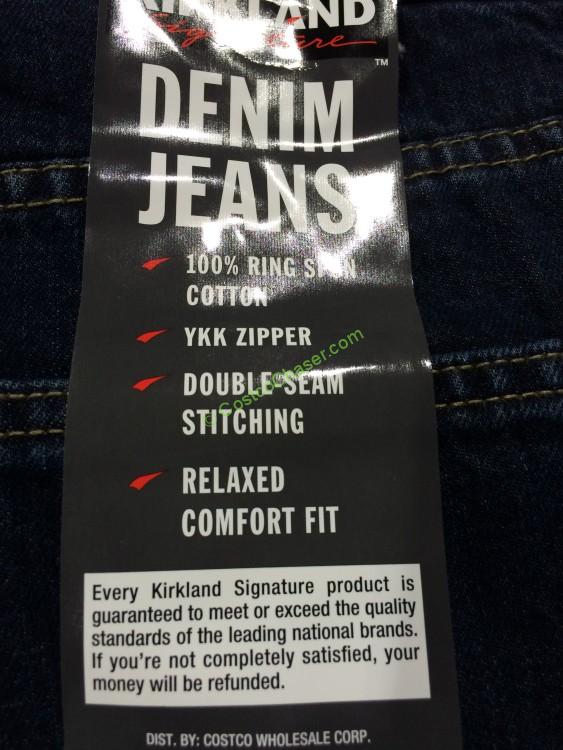 KIRKLAND
Signature
™
DENIM
JEANS
100% RING SPUN
COTTON
YKK ZIPPER
DOUBLE-SEAM
STITCHING
© CostcoChaser.com
RELAXED
COMFORT FIT
Every Kirkland Signature product is
guaranteed to meet or exceed the quality
standards of the leading national brands.
If you're not completely satisfied, your
money will be refunded.
DIST. BY: COSTCO WHOLESALE CORP.